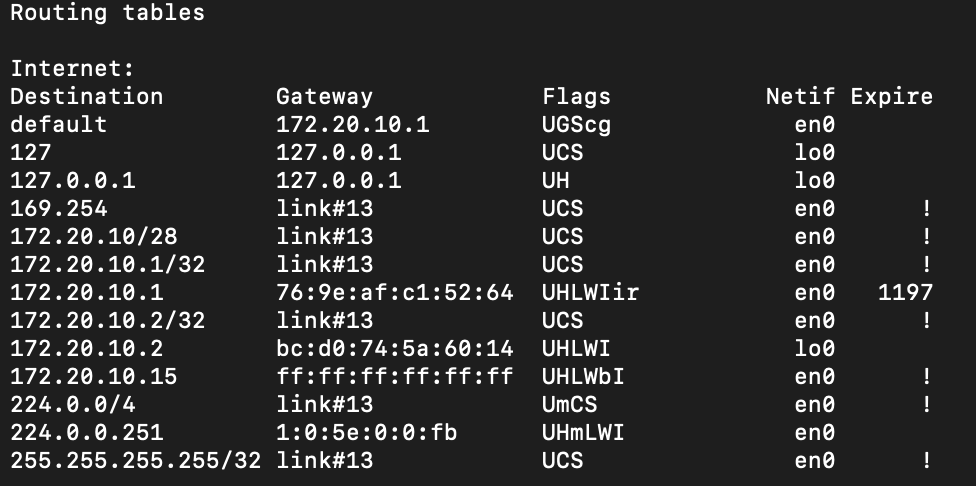 Routing tables
Internet:
Destination Gateway Flags Netif Expire
default 172.20.10.1 UGScg en0
127 127.0.0.1 UCS lo0
127.0.0.1 127.0.0.1 UH lo0
169.254 link#13 UCS en0 !
172.20.10/28 link#13 UCS en0 !
172.20.10.1/32 link#13 UCS en0 !
172.20.10.1 76:9e:af:c1:52:64 UHLWIir en0 1197
172.20.10.2/32 link#13 UCS en0 !
172.20.10.2 bc:d0:74:5a:60:14 UHLWI lo0
172.20.10.15 ff:ff:ff:ff:ff:ff UHLWbI en0 !
224.0.0/4 link#13 UmCS en0 !
224.0.0.251 1:0:5e:0:0:fb UHmLWI en0
255.255.255.255/32 link#13 UCS en0 !